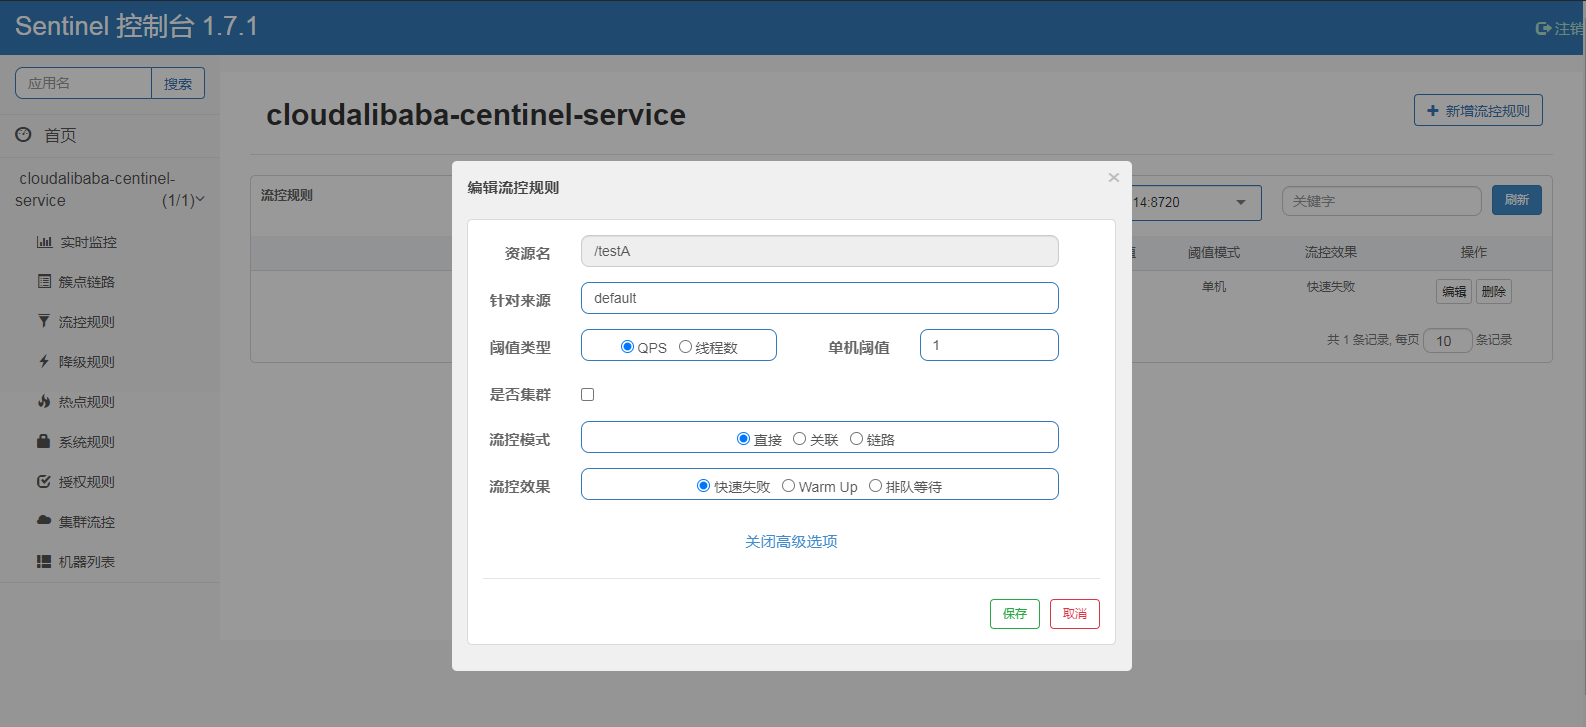 Sentinel 控制台 1.7.1
注销
应用名
搜索
首页
cloudalibaba-centinel-
service
(1/1)
实时监控
簇点链路
流控规则
降级规则
热点规则
系统规则
授权规则
集群流控
机器列表
cloudalibaba-centinel-service
新增流控规则
流控规则
14:8720
关键字
刷新
阈值模式
流控效果
操作
单机
快速失败
编辑
删除
共 1 条记录, 每页
10
条记录
编辑流控规则
×
资源名
/testA
针对来源
default
阈值类型
QPS
线程数
单机阈值
1
是否集群
流控模式
直接
关联
链路
流控效果
快速失败
Warm Up
排队等待
关闭高级选项
保存
取消